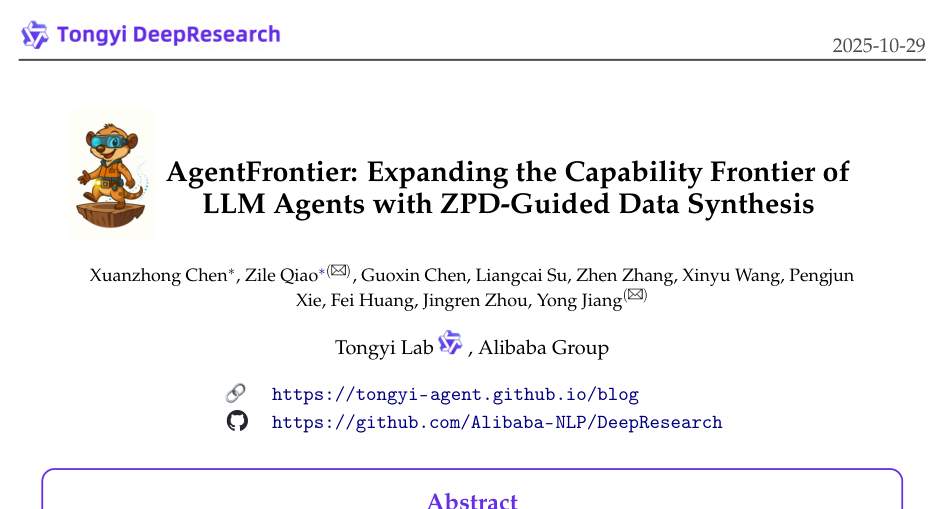 Tongyi DeepResearch
2025-10-29
AgentFrontier: Expanding the Capability Frontier of
LLM Agents with ZPD-Guided Data Synthesis
Xuanzhong Chen*, Zile Qiao*(✉), Guoxin Chen, Liangcai Su, Zhen Zhang, Xinyu Wang, Pengjun
Xie, Fei Huang, Jingren Zhou, Yong Jiang(✉)
Tongyi Lab , Alibaba Group
https://tongyi-agent.github.io/blog
https://github.com/Alibaba-NLP/DeepResearch
Abstract